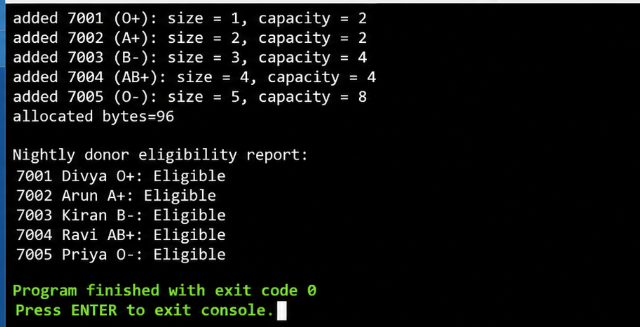 added 7001 (O+): size = 1, capacity = 2
added 7002 (A+): size = 2, capacity = 2
added 7003 (B-): size = 3, capacity = 4
added 7004 (AB+): size = 4, capacity = 4
added 7005 (O-): size = 5, capacity = 8
allocated bytes=96

Nightly donor eligibility report:
7001 Divya O+: Eligible
7002 Arun A+: Eligible
7003 Kiran B-: Eligible
7004 Ravi AB+: Eligible
7005 Priya O-: Eligible

Program finished with exit code 0
Press ENTER to exit console.